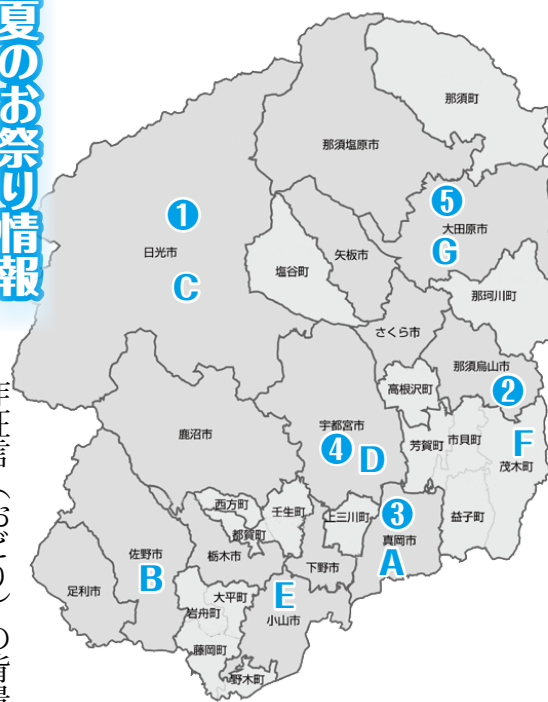 夏のお祭り情報
那須町
那須塩原市
❶
❺
大田原市
G
日光市
C
塩谷町
矢板市
那珂川町
さくら市
那須烏山市
❷
高根沢町
鹿沼市
宇都宮市
❹
D
芳賀町
市貝町
F
茂木町
西方町
壬生町
上三川町
❸
真岡市
A
益子町
都賀町
栃木市
佐野市
B
下野市
足利市
大平町
E
小山市
岩舟町
藤岡町
野木町